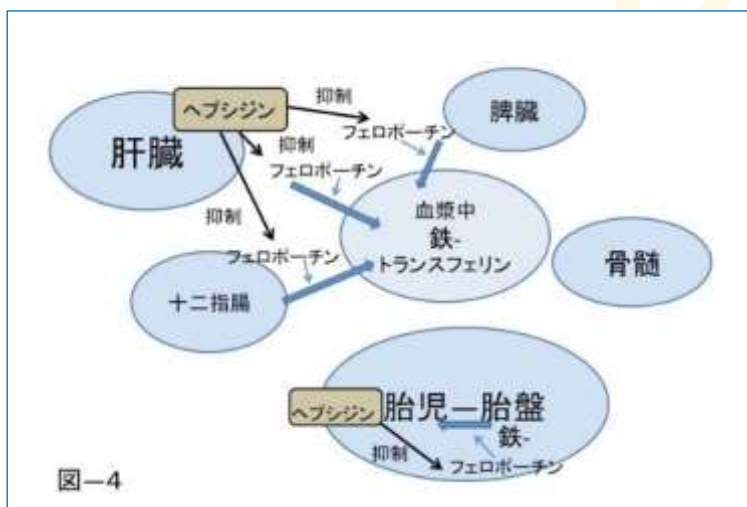 ヘプシジン
抑制
脾臓
フェロポーチン
肝臓
抑制
フェロポーチン
血漿中
鉄-
トランスフェリン
抑制
フェロポーチン
骨髄
十二指腸
ヘプシジン
胎児ー胎盤
鉄-
抑制
フェロポーチン
図ー4